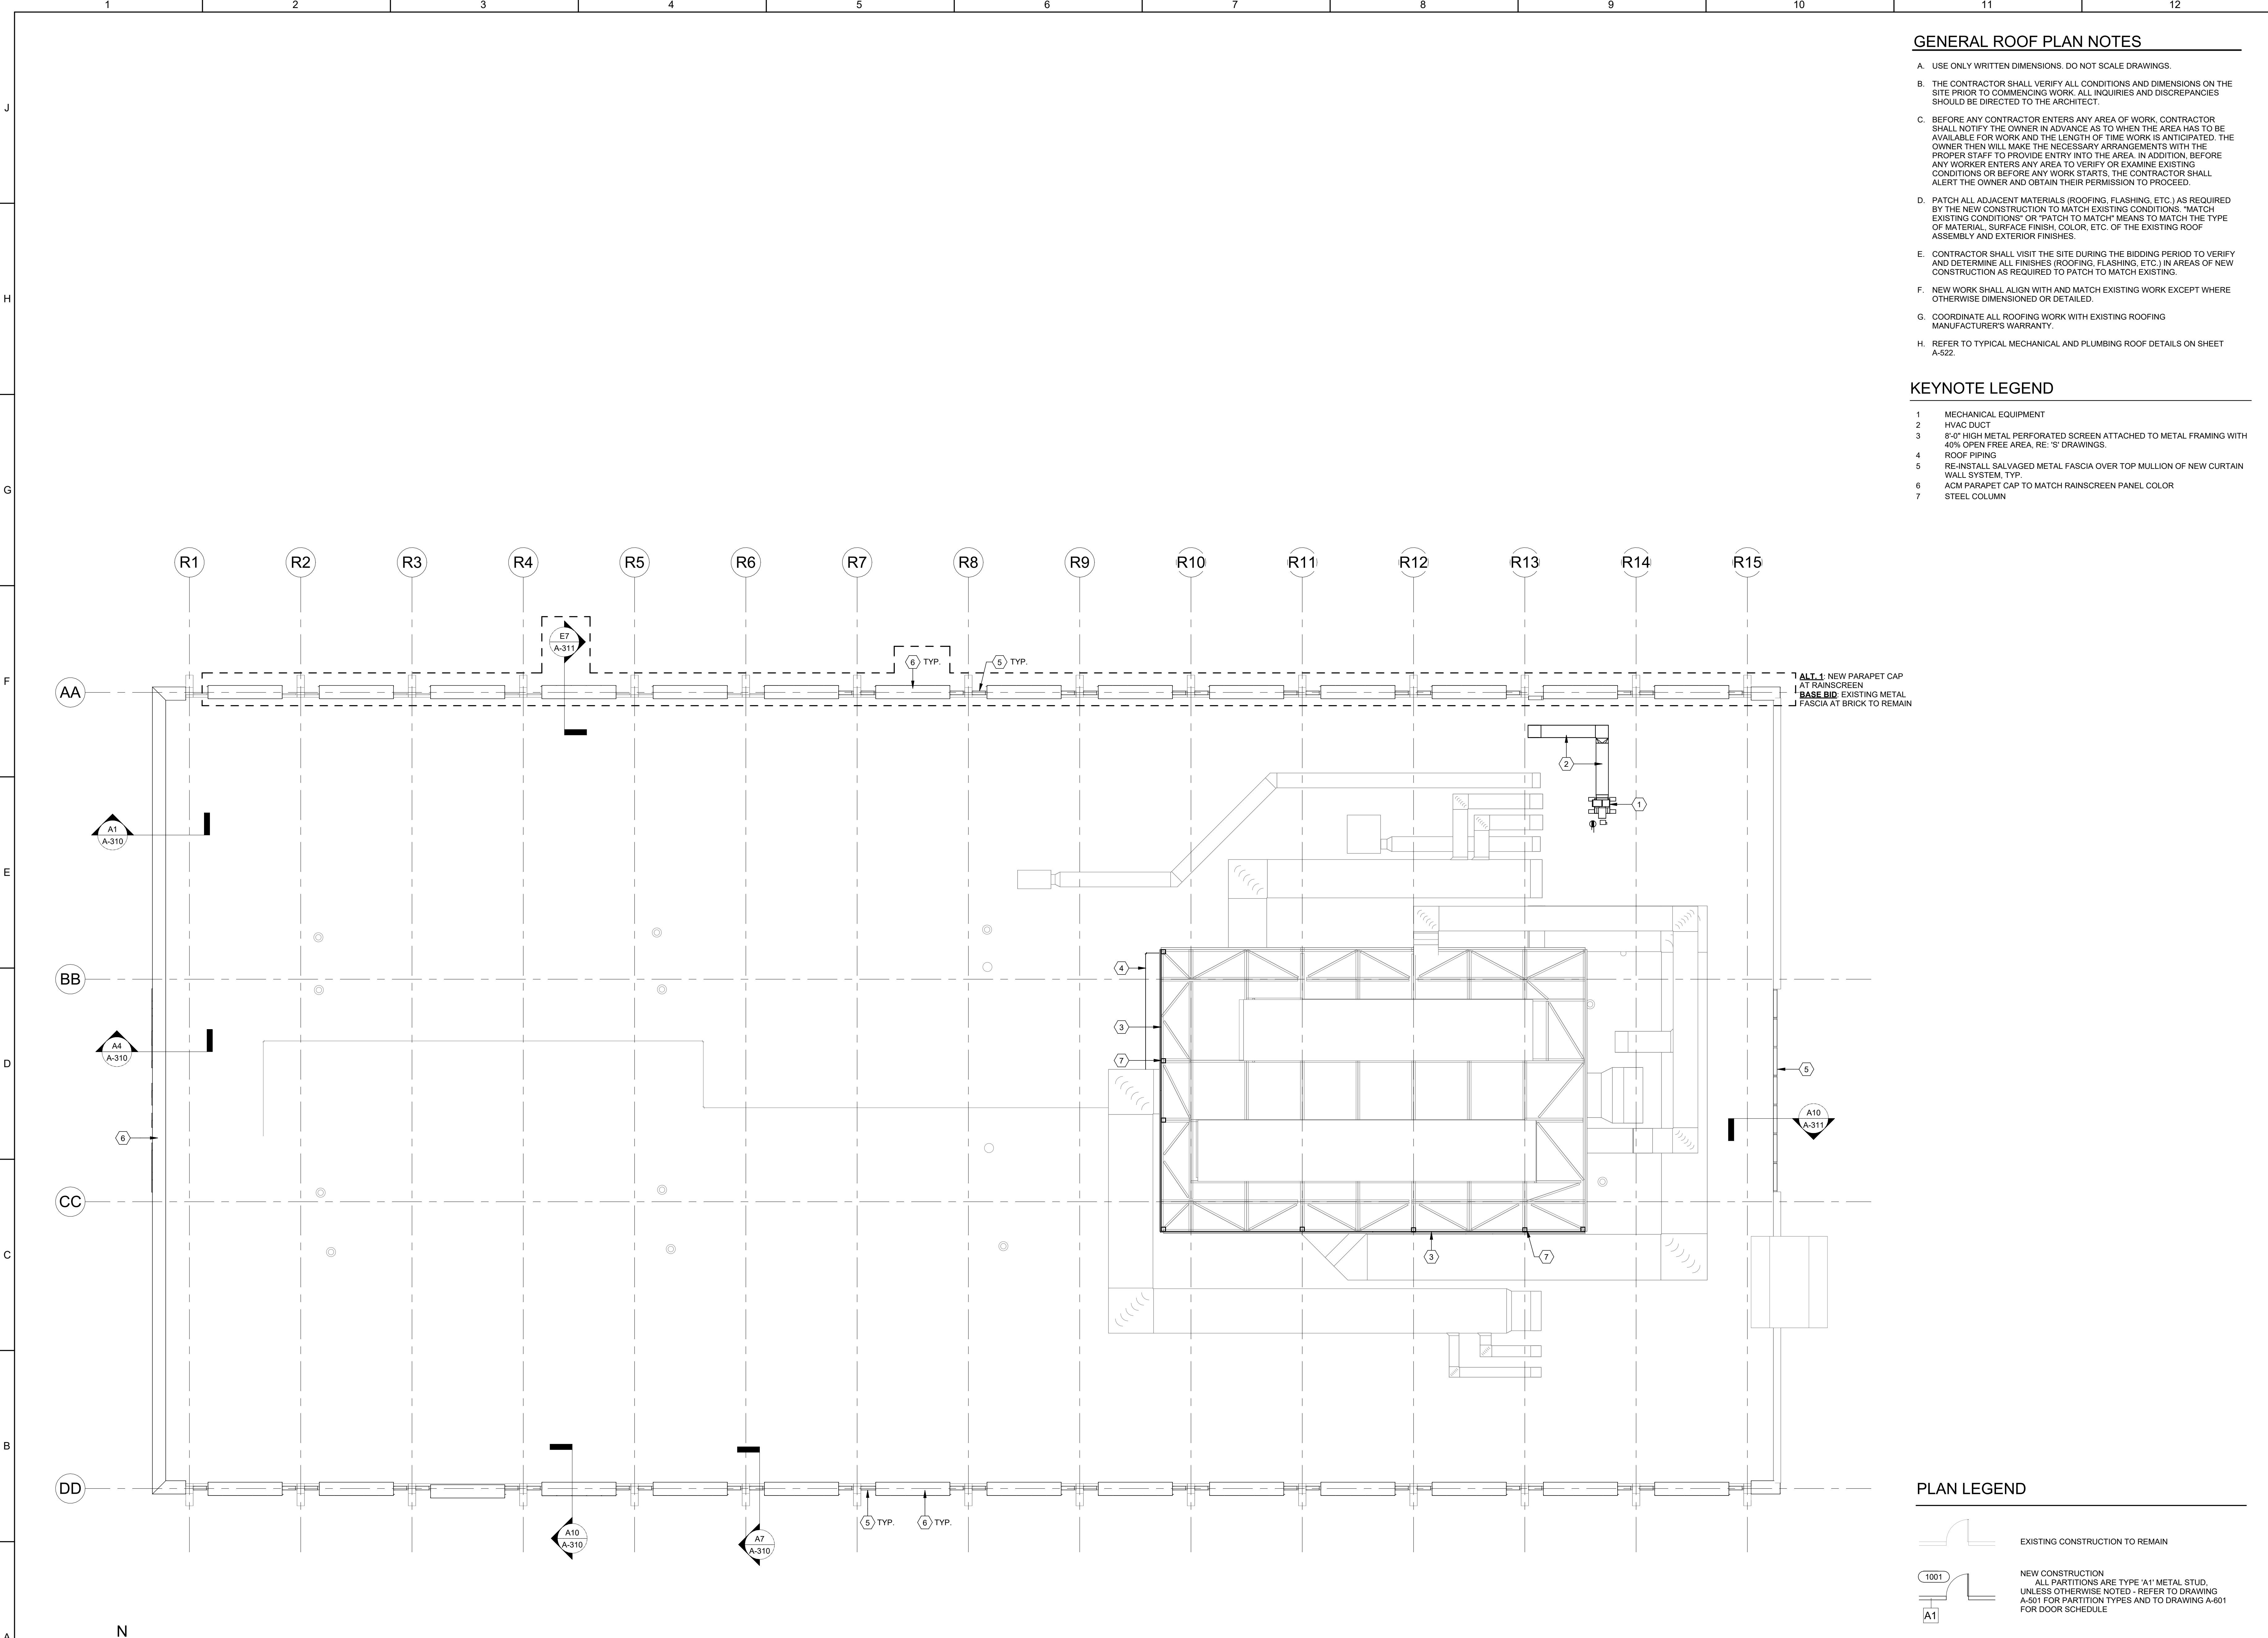 1 2 3 4 5 6 7 8 9 10 11 12
J
H
G
F
E
D
C
B
A
GENERAL ROOF PLAN NOTES
A. USE ONLY WRITTEN DIMENSIONS. DO NOT SCALE DRAWINGS.
B. THE CONTRACTOR SHALL VERIFY ALL CONDITIONS AND DIMENSIONS ON THE
SITE PRIOR TO COMMENCING WORK. ALL INQUIRIES AND DISCREPANCIES
SHOULD BE DIRECTED TO THE ARCHITECT.
C. BEFORE ANY CONTRACTOR ENTERS ANY AREA OF WORK, CONTRACTOR
SHALL NOTIFY THE OWNER IN ADVANCE AS TO WHEN THE AREA HAS TO BE
AVAILABLE FOR WORK AND THE LENGTH OF TIME WORK IS ANTICIPATED. THE
OWNER THEN WILL MAKE THE NECESSARY ARRANGEMENTS WITH THE
PROPER STAFF TO PROVIDE ENTRY INTO THE AREA. IN ADDITION, BEFORE
ANY WORKER ENTERS ANY AREA TO VERIFY OR EXAMINE EXISTING
CONDITIONS OR BEFORE ANY WORK STARTS, THE CONTRACTOR SHALL
ALERT THE OWNER AND OBTAIN THEIR PERMISSION TO PROCEED.
D. PATCH ALL ADJACENT MATERIALS (ROOFING, FLASHING, ETC.) AS REQUIRED
BY THE NEW CONSTRUCTION TO MATCH EXISTING CONDITIONS. "MATCH
EXISTING CONDITIONS" OR "PATCH TO MATCH" MEANS TO MATCH THE TYPE
OF MATERIAL, SURFACE FINISH, COLOR, ETC. OF THE EXISTING ROOF
ASSEMBLY AND EXTERIOR FINISHES.
E. CONTRACTOR SHALL VISIT THE SITE DURING THE BIDDING PERIOD TO VERIFY
AND DETERMINE ALL FINISHES (ROOFING, FLASHING, ETC.) IN AREAS OF NEW
CONSTRUCTION AS REQUIRED TO PATCH TO MATCH EXISTING.
F. NEW WORK SHALL ALIGN WITH AND MATCH EXISTING WORK EXCEPT WHERE
OTHERWISE DIMENSIONED OR DETAILED.
G. COORDINATE ALL ROOFING WORK WITH EXISTING ROOFING
MANUFACTURER'S WARRANTY.
H. REFER TO TYPICAL MECHANICAL AND PLUMBING ROOF DETAILS ON SHEET
A-522.
KEYNOTE LEGEND
1 MECHANICAL EQUIPMENT
2 HVAC DUCT
3 8'-0" HIGH METAL PERFORATED SCREEN ATTACHED TO METAL FRAMING WITH
40% OPEN FREE AREA, RE: 'S' DRAWINGS.
4 ROOF PIPING
5 RE-INSTALL SALVAGED METAL FASCIA OVER TOP MULLION OF NEW CURTAIN
WALL SYSTEM, TYP.
6 ACM PARAPET CAP TO MATCH RAINSCREEN PANEL COLOR
7 STEEL COLUMN
R1 R2 R3 R4 R5 R6 R7 R8 R9 R10 R11 R12 R13 R14 R15
E7
A-311
6 TYP.
5 TYP.
AA
ALT. 1: NEW PARAPET CAP
AT RAINSCREEN
BASE BID: EXISTING METAL
FASCIA AT BRICK TO REMAIN
2
1
A1
A-310
BB
4
3
7
A4
A-310
5
A10
A-311
6
CC
3
7
DD
5 TYP.
6 TYP.
A10
A-310
A7
A-310
PLAN LEGEND
EXISTING CONSTRUCTION TO REMAIN
1001
A1
NEW CONSTRUCTION
ALL PARTITIONS ARE TYPE 'A1' METAL STUD,
UNLESS OTHERWISE NOTED - REFER TO DRAWING
A-501 FOR PARTITION TYPES AND TO DRAWING A-601
FOR DOOR SCHEDULE
N